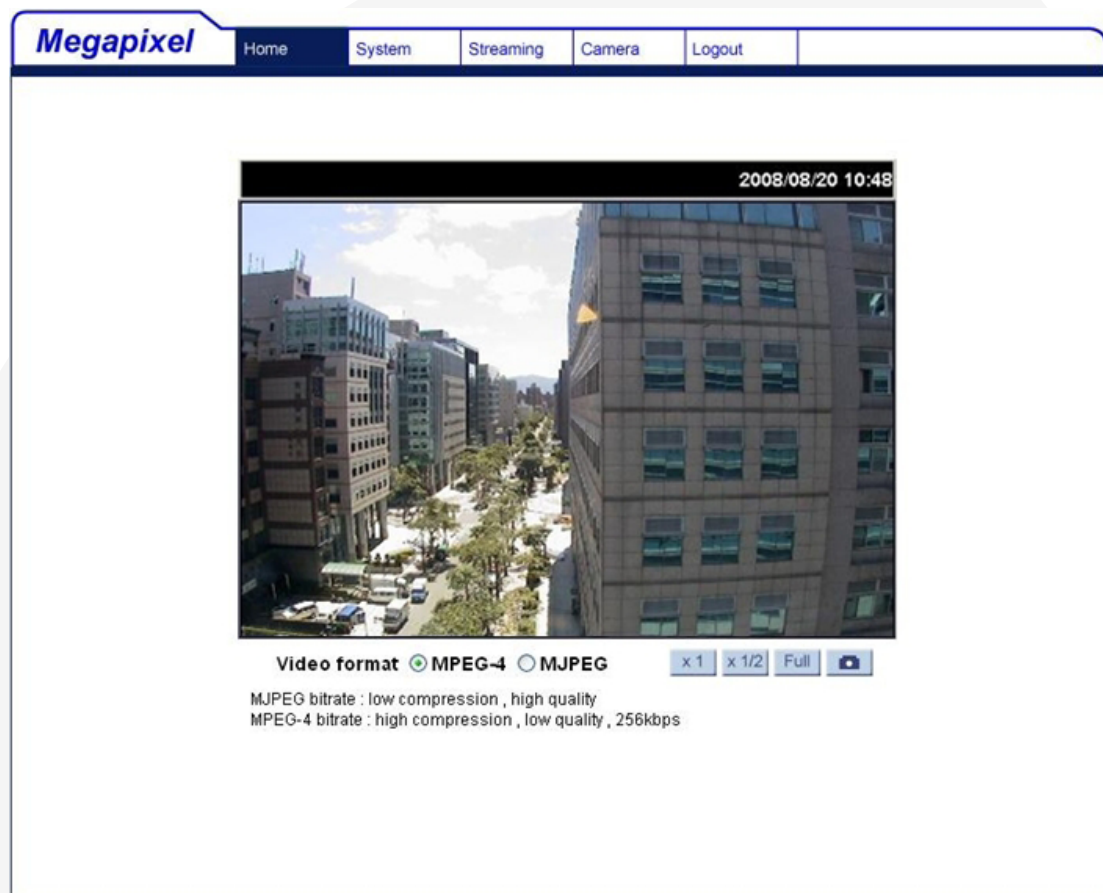 Megapixel
Home System Streaming Camera Logout
2008/08/20 10:48
Video format MPEG-4 MJPEG x 1 x 1/2 Full
MJPEG bitrate : low compression , high quality
MPEG-4 bitrate : high compression , low quality , 256kbps